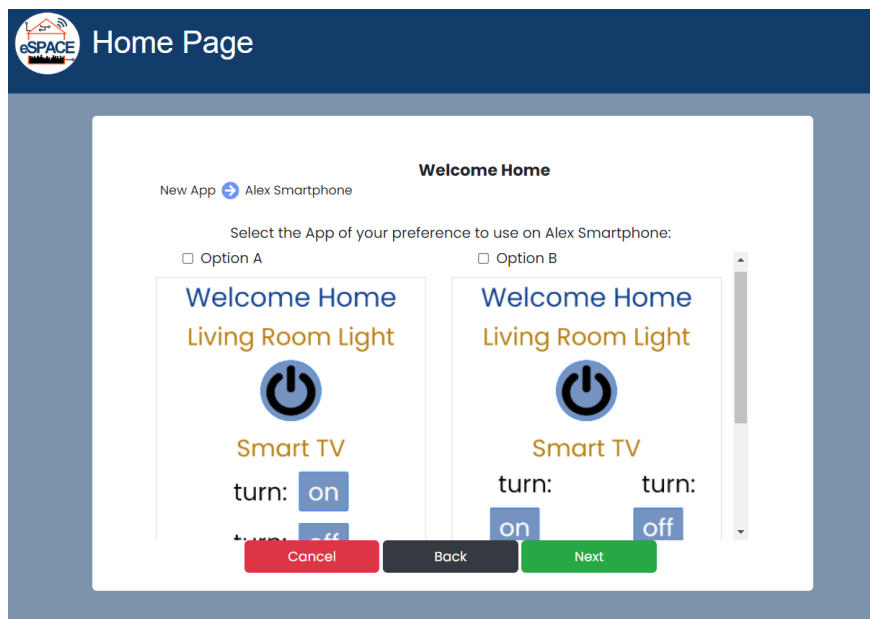 eSPACE
Home Page
Welcome Home
New App Alex Smartphone
Select the App of your preference to use on Alex Smartphone:
Option A
Option B
Welcome Home
Living Room Light
Smart TV
turn: on
turn: off
Welcome Home
Living Room Light
Smart TV
turn: turn:
on off
Cancel Back Next